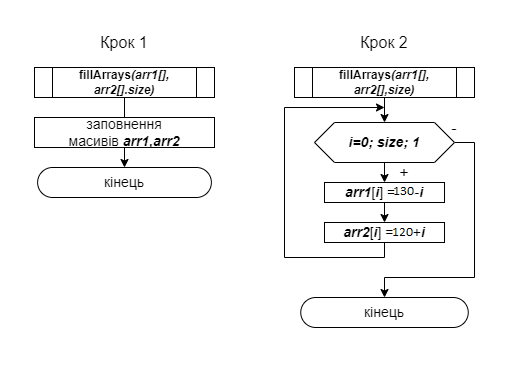 Крок 1
fillArrays(arr1[],
arr2[].size)
заповнення
масивів arr1,arr2
кінець
Крок 2
fillArrays(arr1[],
arr2[],size)
i=0; size; 1
-
+
arr1[i] =130-i
arr2[i] =120+i
кінець